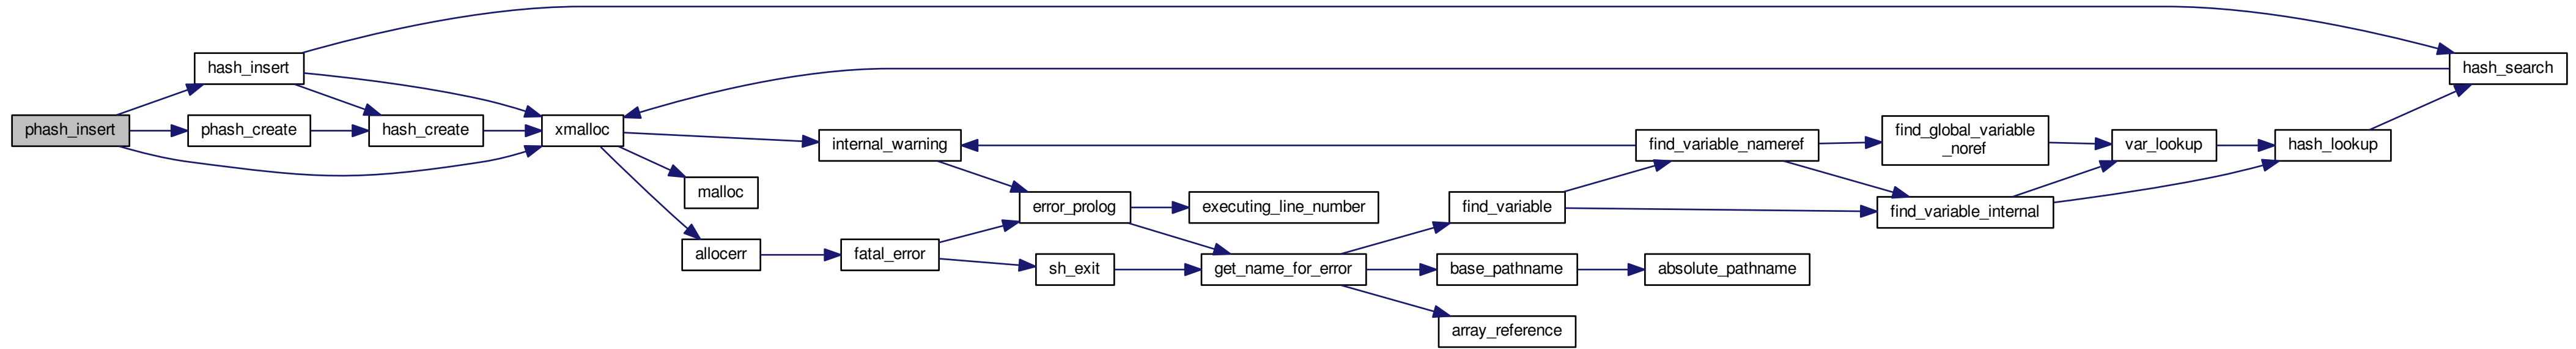 hash_insert
hash_search
phash_insert
phash_create
hash_create
xmalloc
internal_warning
find_variable_nameref
find_global_variable
_noref
var_lookup
hash_lookup
malloc
error_prolog
executing_line_number
find_variable
find_variable_internal
allocerr
fatal_error
sh_exit
get_name_for_error
base_pathname
absolute_pathname
array_reference